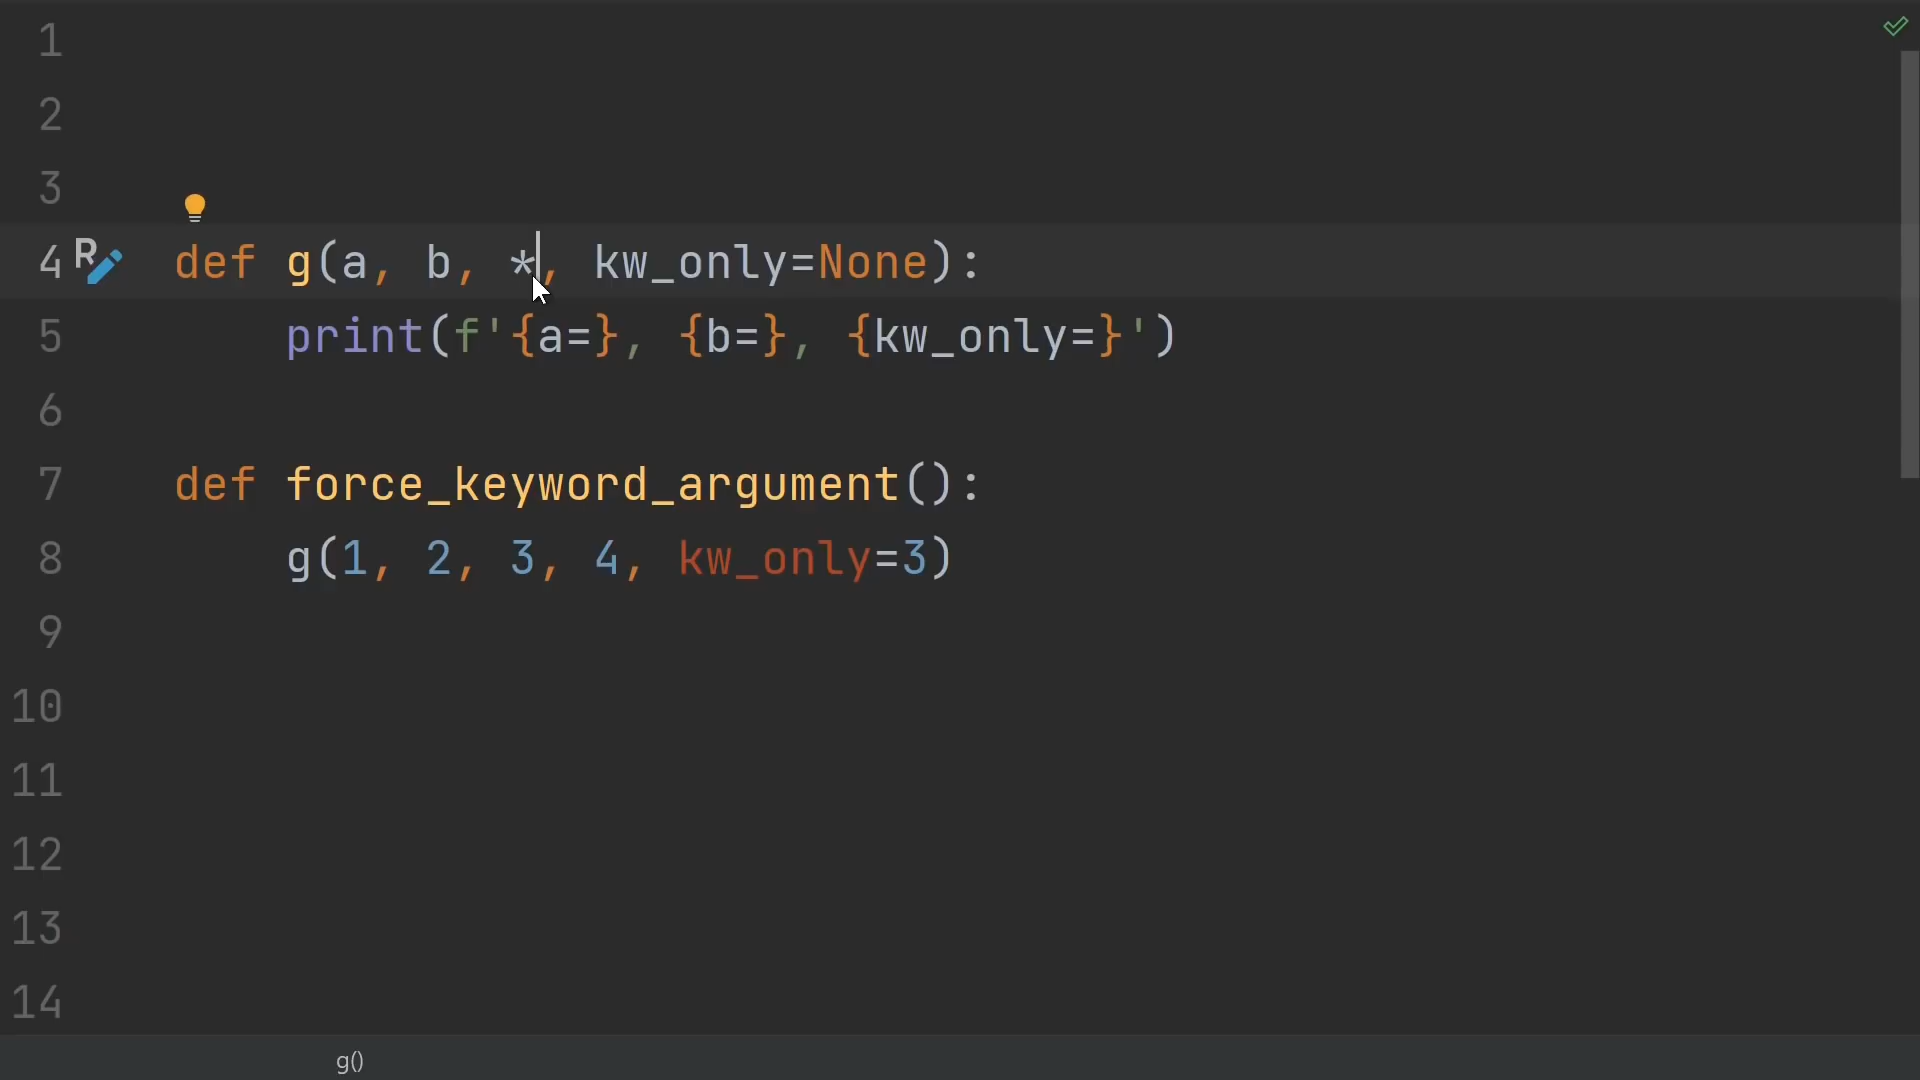 1
2
3
4 R def g(a, b, *, kw_only=None):
5 print(f'{a=}, {b=}, {kw_only=}')
6
7 def force_keyword_argument():
8 g(1, 2, 3, 4, kw_only=3)
9
10
11
12
13
14
g()